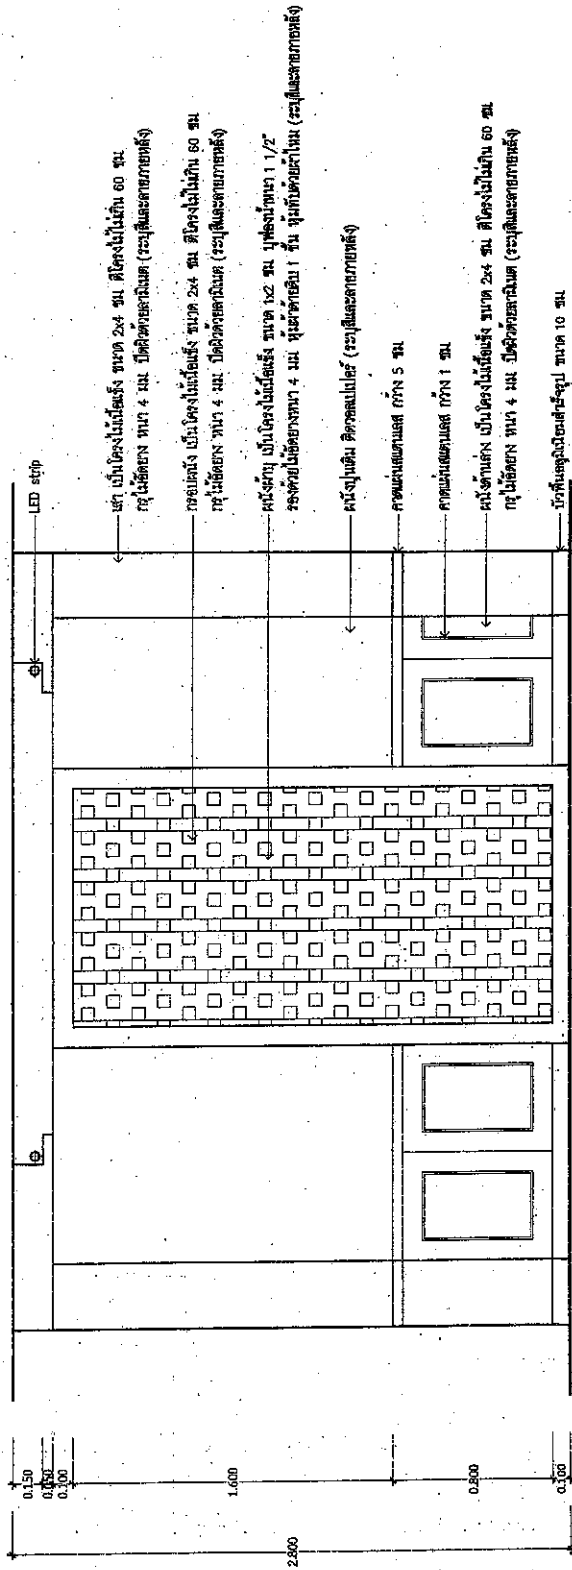 LED strip
เสา เป็นโครงไม้เนื้อแข็ง ขนาด 2x4 ซม ตีโครงไม้ไม่เกิน 60 ซม
กรุไม้อัดยาง หนา 4 มม ปิดผิวด้วยลามิเนต (ระบุสีและลายภายหลัง)
กรอบผนัง เป็นโครงไม้เนื้อแข็ง ขนาด 2x4 ซม ตีโครงไม้ไม่เกิน 60 ซม
กรุไม้อัดยาง หนา 4 มม ปิดผิวด้วยลามิเนต (ระบุสีและลายภายหลัง)
ผนังผ้าบุ เป็นโครงไม้เนื้อแข็ง ขนาด 1x2 ซม บุฟองน้ำหนา 1 1/2"
รองด้วยไม้อัดยางหนา 4 มม หุ้มผ้าด้ายดิบ 1 ชั้น หุ้มทับด้วยผ้าไหม (ระบุสีและลายภายหลัง)
ผนังปูนเดิม ติดวอลเปเปอร์ (ระบุสีและลายภายหลัง)
คาดแผ่นสแตนเลส กว้าง 5 ซม
คาดแผ่นสแตนเลส กว้าง 1 ซม
ผนังด้านล่าง เป็นโครงไม้เนื้อแข็ง ขนาด 2x4 ซม ตีโครงไม้ไม่เกิน 60 ซม
กรุไม้อัดยาง หนา 4 มม ปิดผิวด้วยลามิเนต (ระบุสีและลายภายหลัง)
บัวพื้นอลูมิเนียมสำเร็จรูป ขนาด 10 ซม
0.150
0.050
0.100
1.600
0.800
0.100
2.800